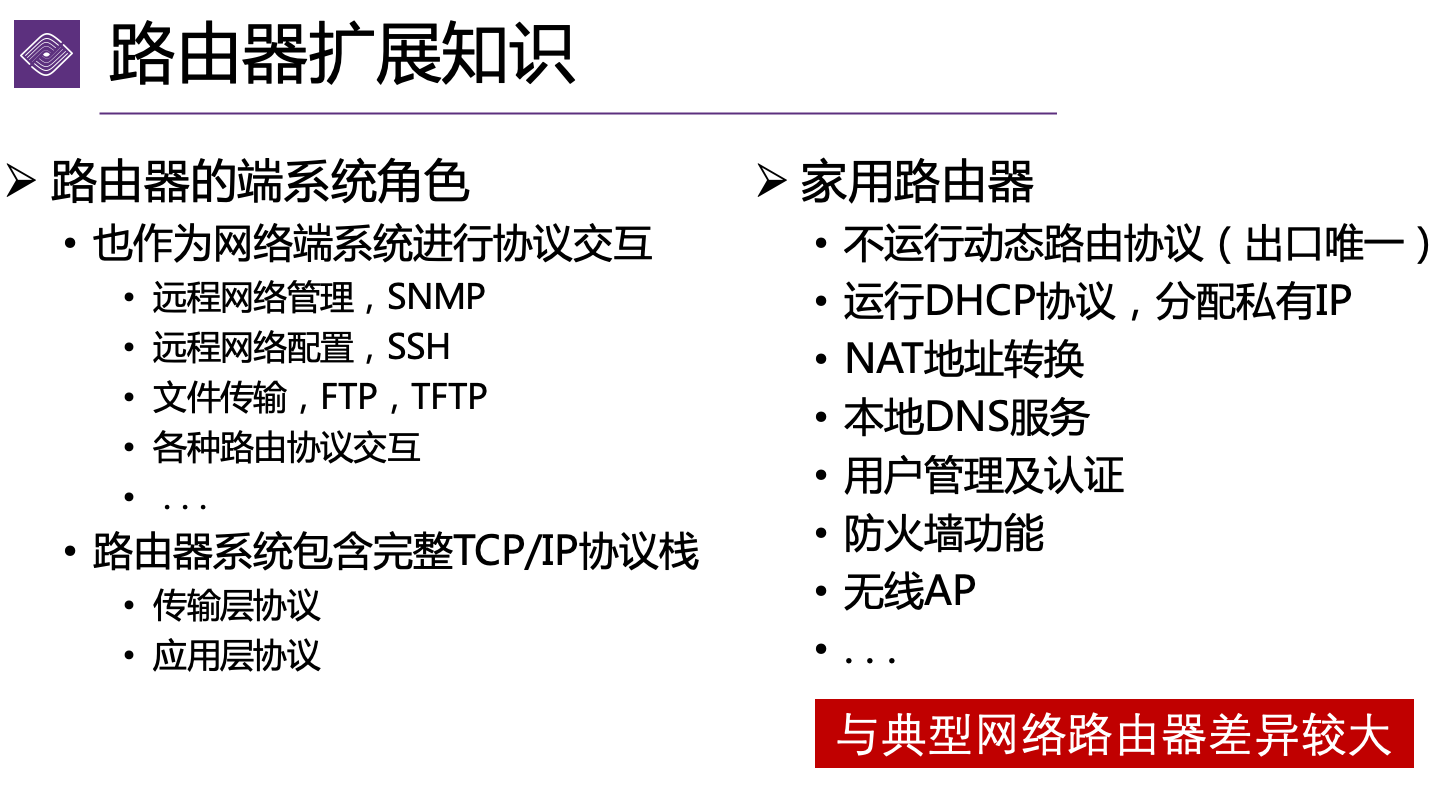 路由器扩展知识
➢ 路由器的端系统角色
• 也作为网络端系统进行协议交互
• 远程网络管理，SNMP
• 远程网络配置，SSH
• 文件传输，FTP，TFTP
• 各种路由协议交互
• . . .
• 路由器系统包含完整TCP/IP协议栈
• 传输层协议
• 应用层协议
➢ 家用路由器
• 不运行动态路由协议（出口唯一）
• 运行DHCP协议，分配私有IP
• NAT地址转换
• 本地DNS服务
• 用户管理及认证
• 防火墙功能
• 无线AP
• . . .
与典型网络路由器差异较大